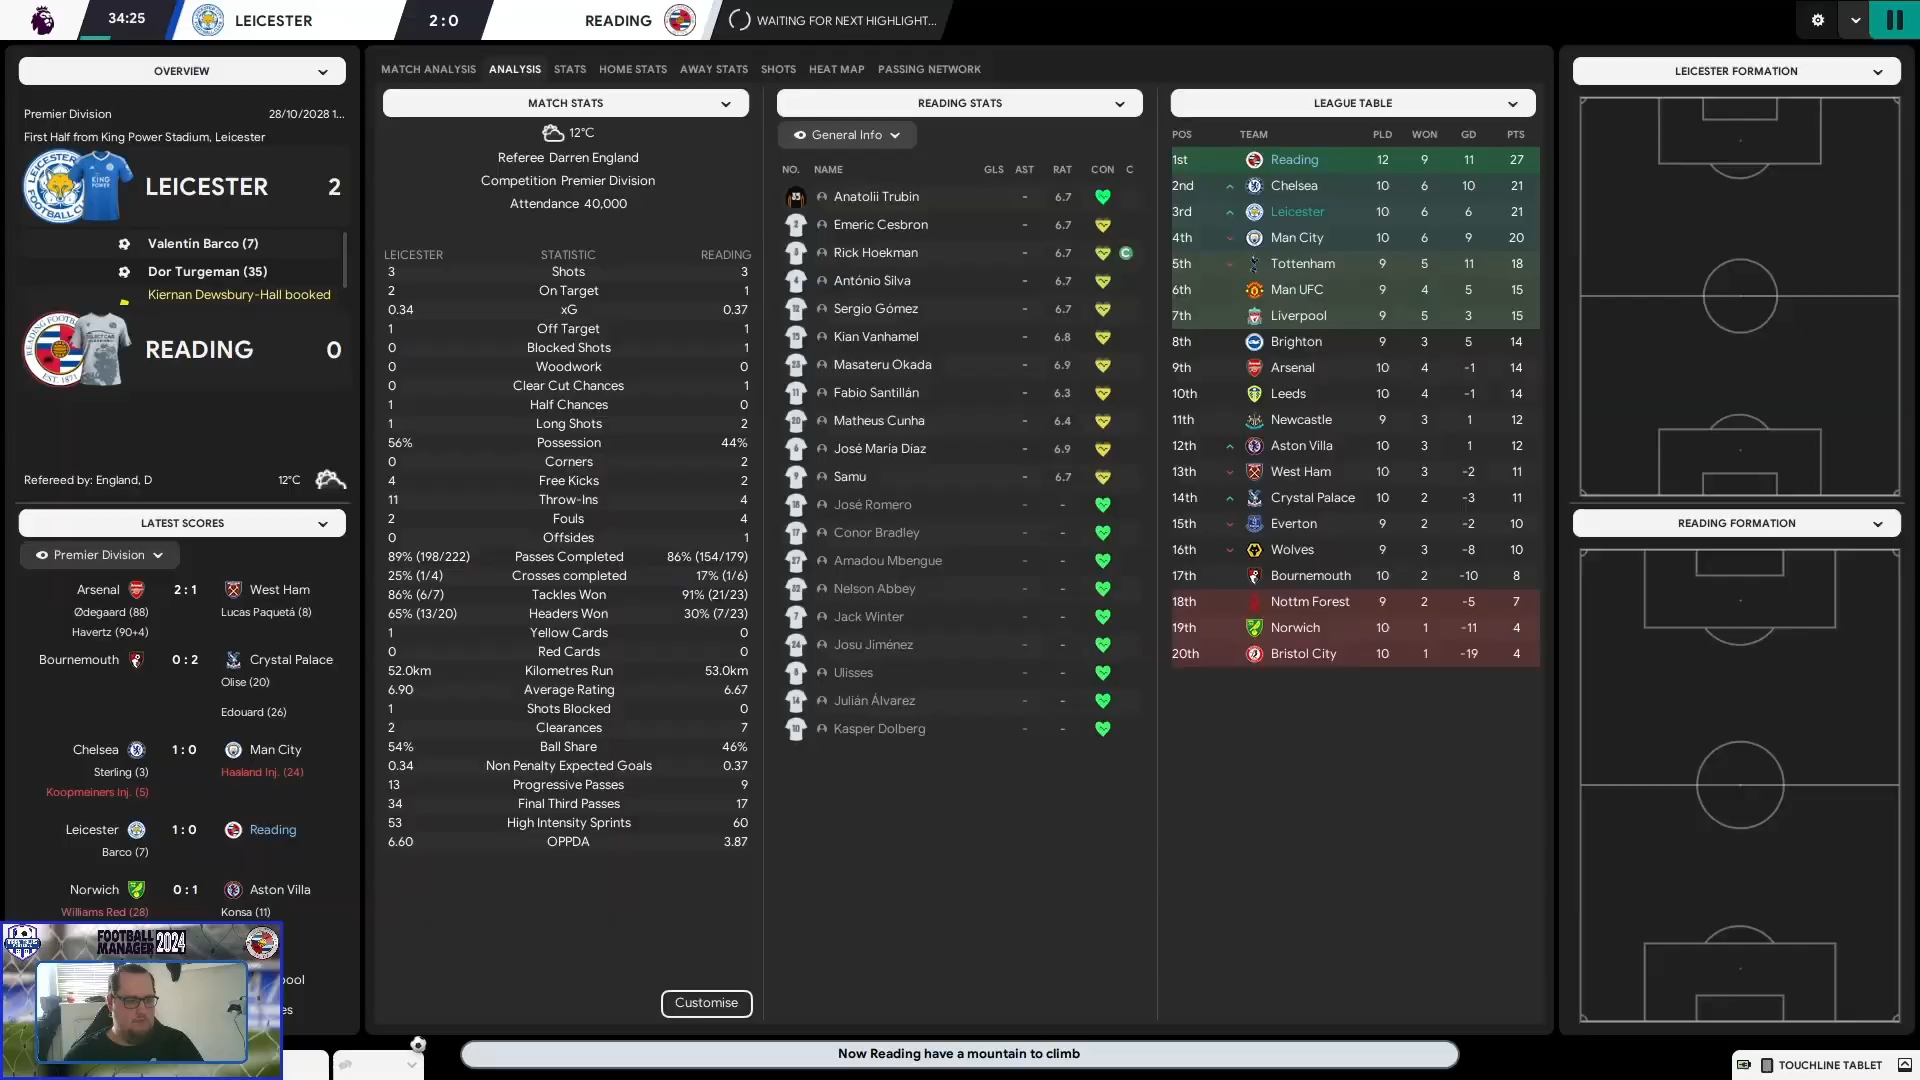 34:25
LEICESTER
2 : 0
READING
WAITING FOR NEXT HIGHLIGHT...
OVERVIEW
Premier Division
28/10/2028 1...
First Half from King Power Stadium, Leicester
LEICESTER 2
Valentín Barco (7)
Dor Turgeman (35)
Kiernan Dewsbury-Hall booked
READING 0
Refereed by: England, D
12°C
LATEST SCORES
Premier Division
Arsenal 2 : 1 West Ham
Ødegaard (88) Lucas Paquetá (8)
Havertz (90+4)
Bournemouth 0 : 2 Crystal Palace
Olise (20)
Edouard (26)
Chelsea 1 : 0 Man City
Sterling (3) Haaland Inj. (24)
Koopmeiners Inj. (5)
Leicester 1 : 0 Reading
Barco (7)
Norwich 0 : 1 Aston Villa
Williams Red (28) Konsa (11)
FOOTBALL
MANAGER 2024
MATCH ANALYSIS ANALYSIS STATS HOME STATS AWAY STATS SHOTS HEAT MAP PASSING NETWORK
MATCH STATS
12°C
Referee Darren England
Competition Premier Division
Attendance 40,000
LEICESTER STATISTIC READING
3 Shots 3
2 On Target 1
0.34 xG 0.37
1 Off Target 1
0 Blocked Shots 1
0 Woodwork 0
0 Clear Cut Chances 1
1 Half Chances 0
1 Long Shots 2
56% Possession 44%
0 Corners 2
4 Free Kicks 2
11 Throw-Ins 4
2 Fouls 4
0 Offsides 1
89% (198/222) Passes Completed 86% (154/179)
25% (1/4) Crosses completed 17% (1/6)
86% (6/7) Tackles Won 91% (21/23)
65% (13/20) Headers Won 30% (7/23)
1 Yellow Cards 0
0 Red Cards 0
52.0km Kilometres Run 53.0km
6.90 Average Rating 6.67
1 Shots Blocked 0
2 Clearances 7
54% Ball Share 46%
0.34 Non Penalty Expected Goals 0.37
13 Progressive Passes 9
34 Final Third Passes 17
53 High Intensity Sprints 60
6.60 OPPDA 3.87
Customise
READING STATS
General Info
NO. NAME GLS AST RAT CON C
Anatolii Trubin - 6.7
Emeric Cesbron - 6.7
Rick Hoekman - 6.7 C
António Silva - 6.7
Sergio Gómez - 6.7
Kian Vanhamel - 6.8
Masateru Okada - 6.9
Fabio Santillán - 6.3
Matheus Cunha - 6.4
José María Díaz - 6.9
Samu - 6.7
José Romero - -
Conor Bradley - -
Amadou Mbengue - -
Nelson Abbey - -
Jack Winter - -
Josu Jiménez - -
Ulisses - -
Julián Álvarez - -
Kasper Dolberg - -
LEAGUE TABLE
POS TEAM PLD WON GD PTS
1st Reading 12 9 11 27
2nd Chelsea 10 6 10 21
3rd Leicester 10 6 6 21
4th Man City 10 6 9 20
5th Tottenham 9 5 11 18
6th Man UFC 9 4 5 15
7th Liverpool 9 5 3 15
8th Brighton 9 3 5 14
9th Arsenal 10 4 -1 14
10th Leeds 10 4 -1 14
11th Newcastle 9 3 1 12
12th Aston Villa 10 3 1 12
13th West Ham 10 3 -2 11
14th Crystal Palace 10 2 -3 11
15th Everton 9 2 -2 10
16th Wolves 9 3 -8 10
17th Bournemouth 10 2 -10 8
18th Nottm Forest 9 2 -5 7
19th Norwich 10 1 -11 4
20th Bristol City 10 1 -19 4
LEICESTER FORMATION
READING FORMATION
Now Reading have a mountain to climb
TOUCHLINE TABLET